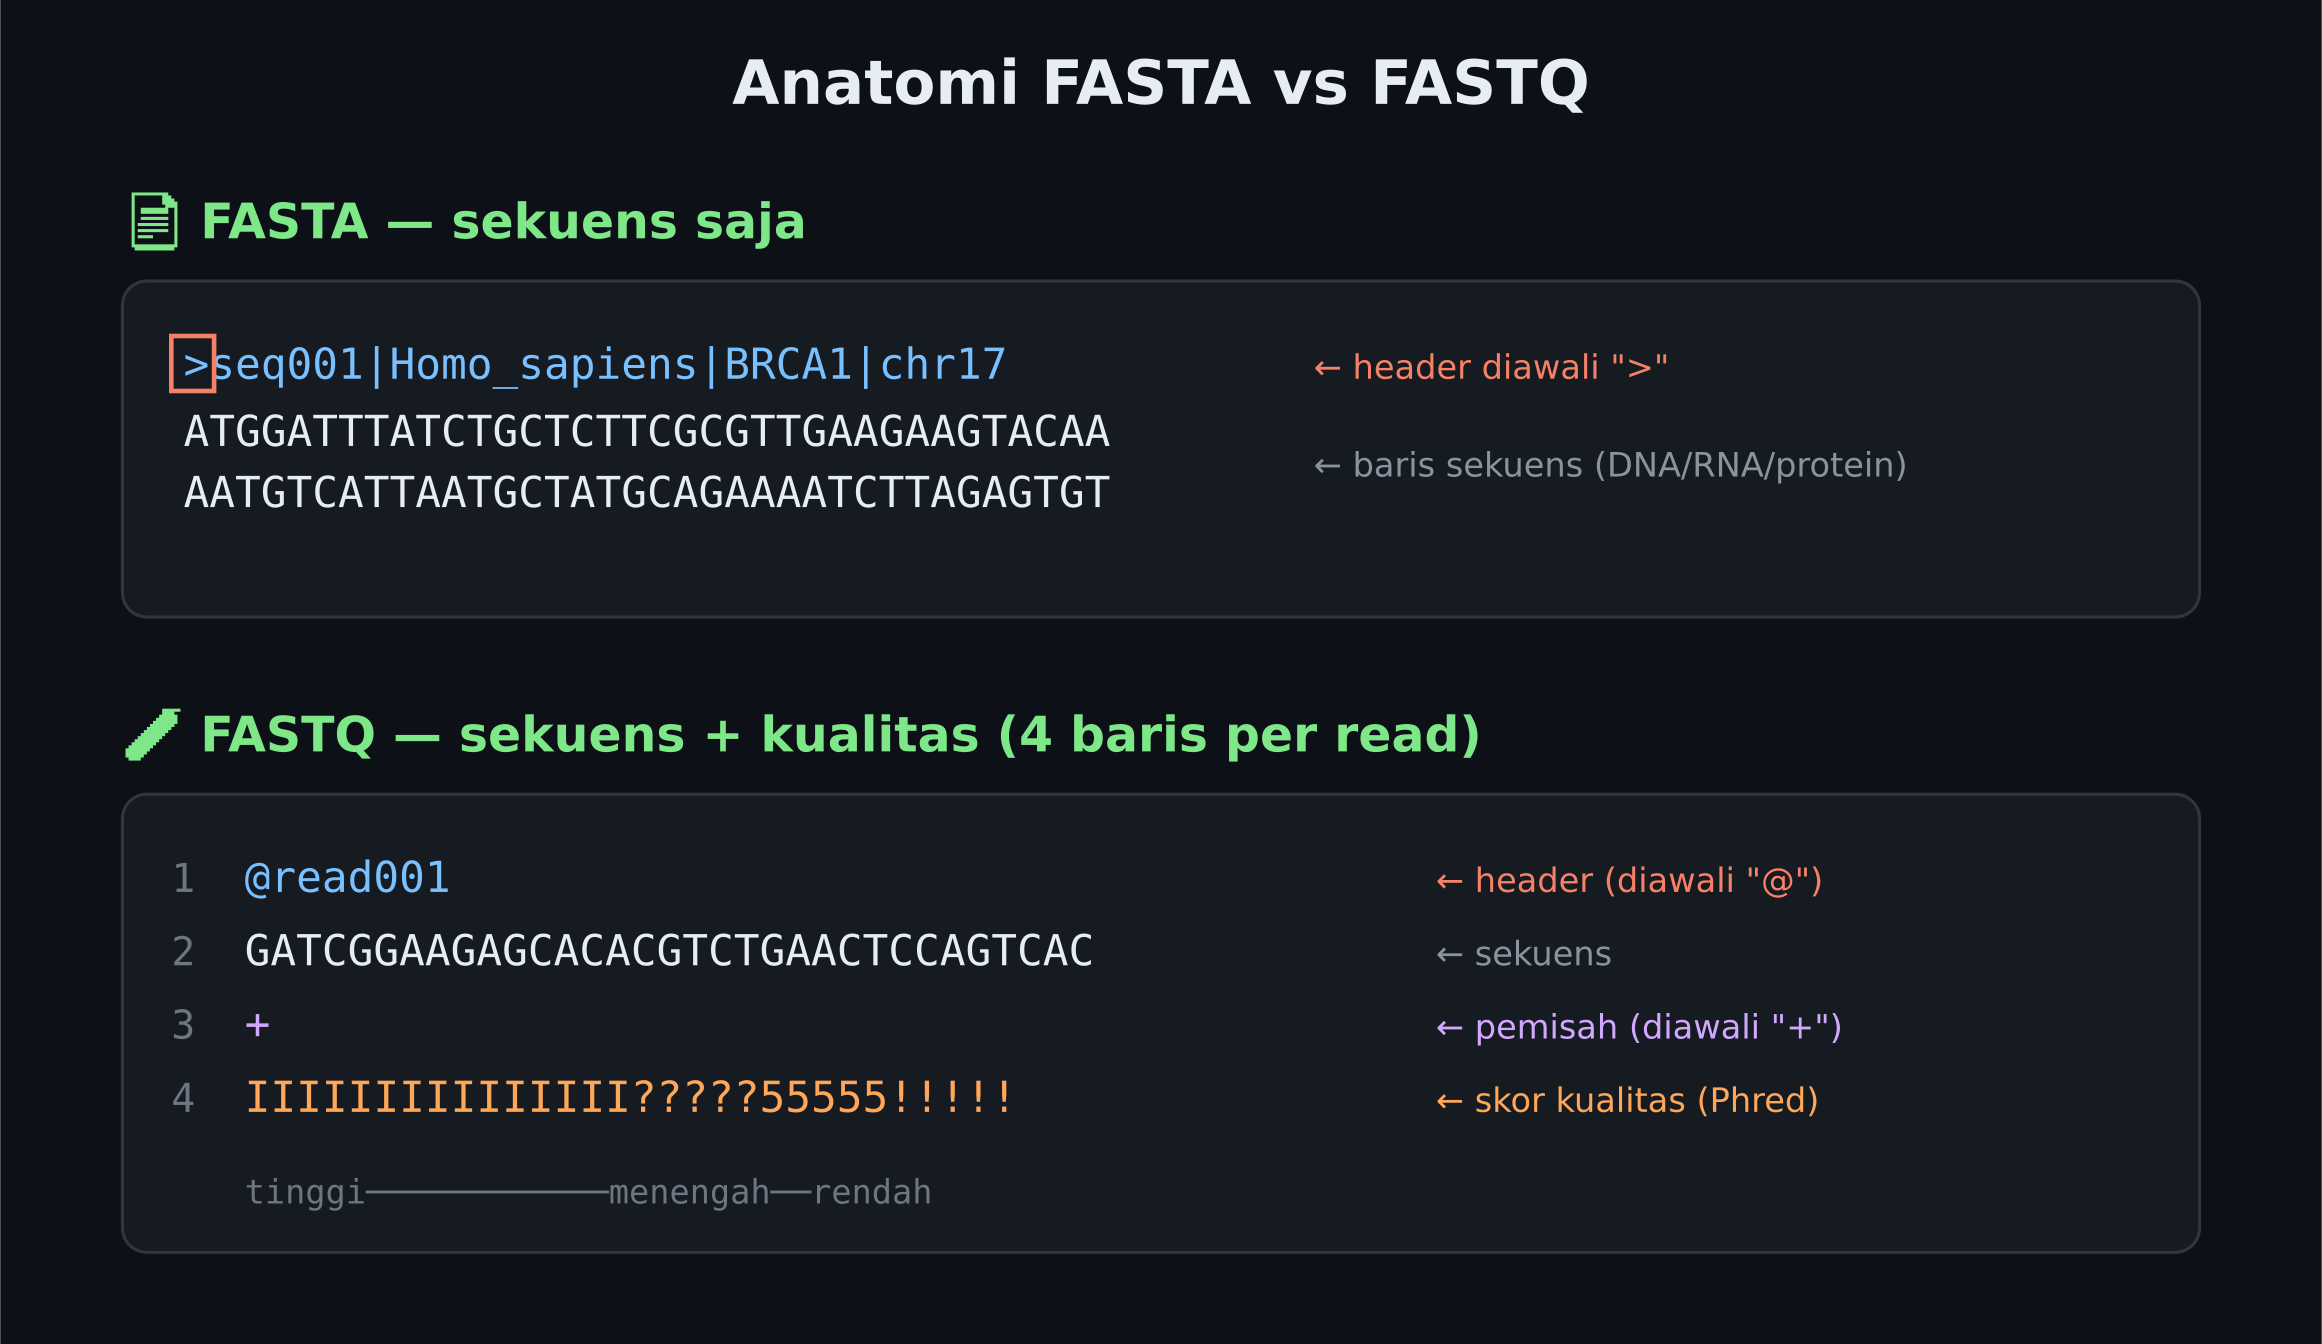 Anatomi FASTA vs FASTQ
FASTA — sekuens saja
>seq001|Homo_sapiens|BRCA1|chr17 ← header diawali ">"
ATGGATTTATCTGCTCTTCGCGTTGAAGAAGTACAA
← baris sekuens (DNA/RNA/protein)
AATGTCATTAATGCTATGCAGAAAATCTTAGAGTGT
FASTQ — sekuens + kualitas (4 baris per read)
1 @read001 ← header (diawali "@")
2 GATCGGAAGAGCACACGTCTGAACTCCAGTCAC ← sekuens
3 + ← pemisah (diawali "+")
4 IIIIIIIIIIIIIII?????55555!!!!! ← skor kualitas (Phred)
tinggi──────menengah──rendah